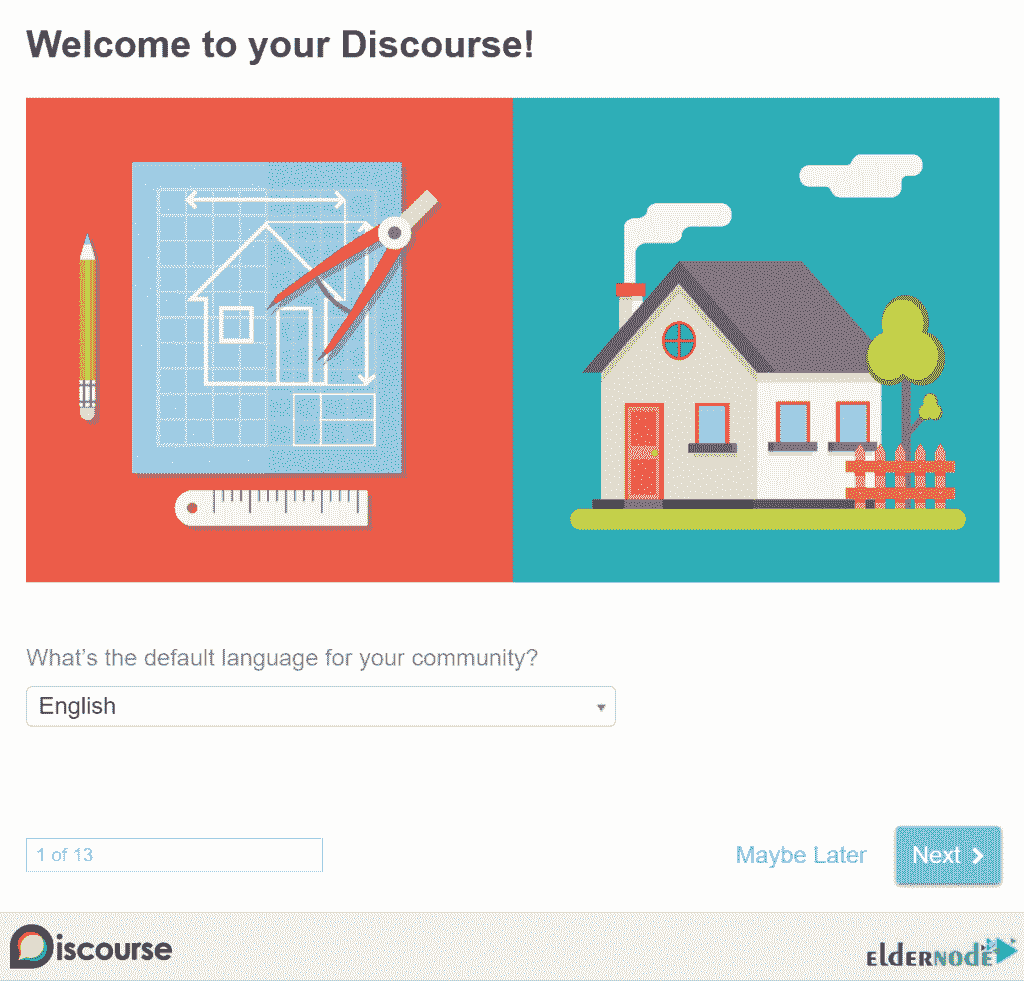 Welcome to your Discourse!
What's the default language for your community?
English
1 of 13
Maybe Later
Next
Discourse
ELDERNODE